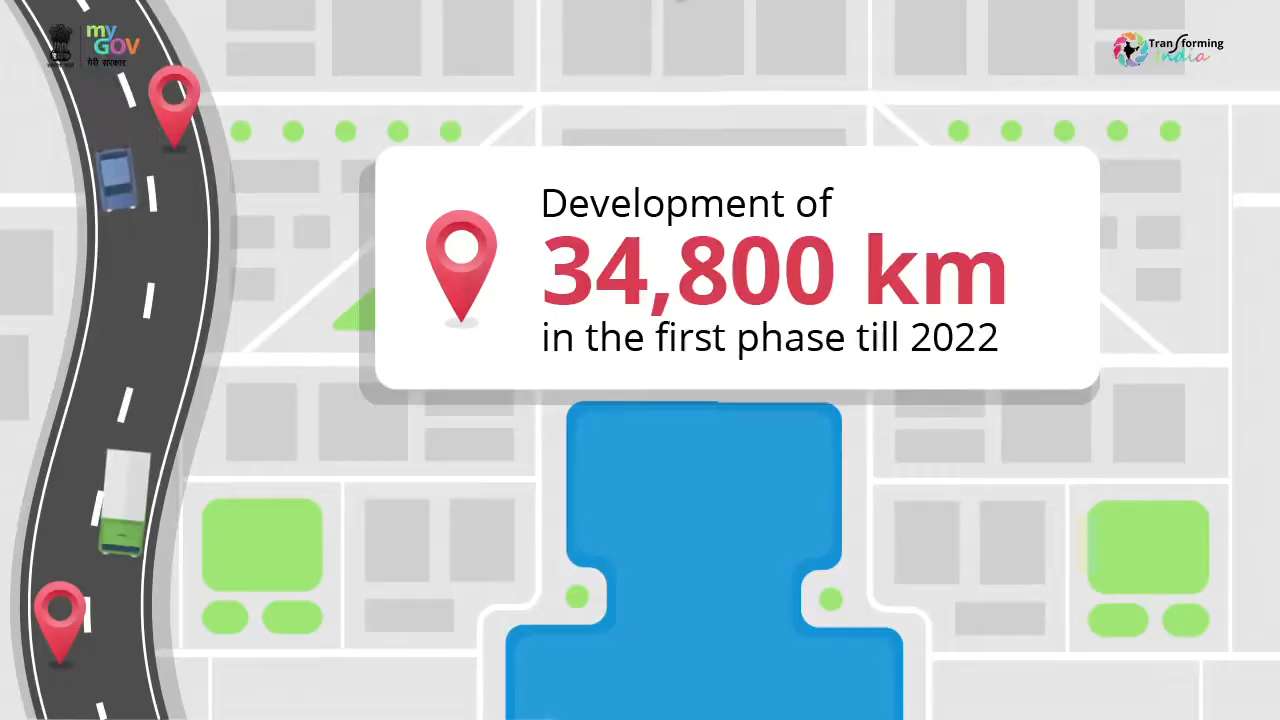 my
GOV
मेरी सरकार
Transforming
India
Development of
34,800 km
in the first phase till 2022